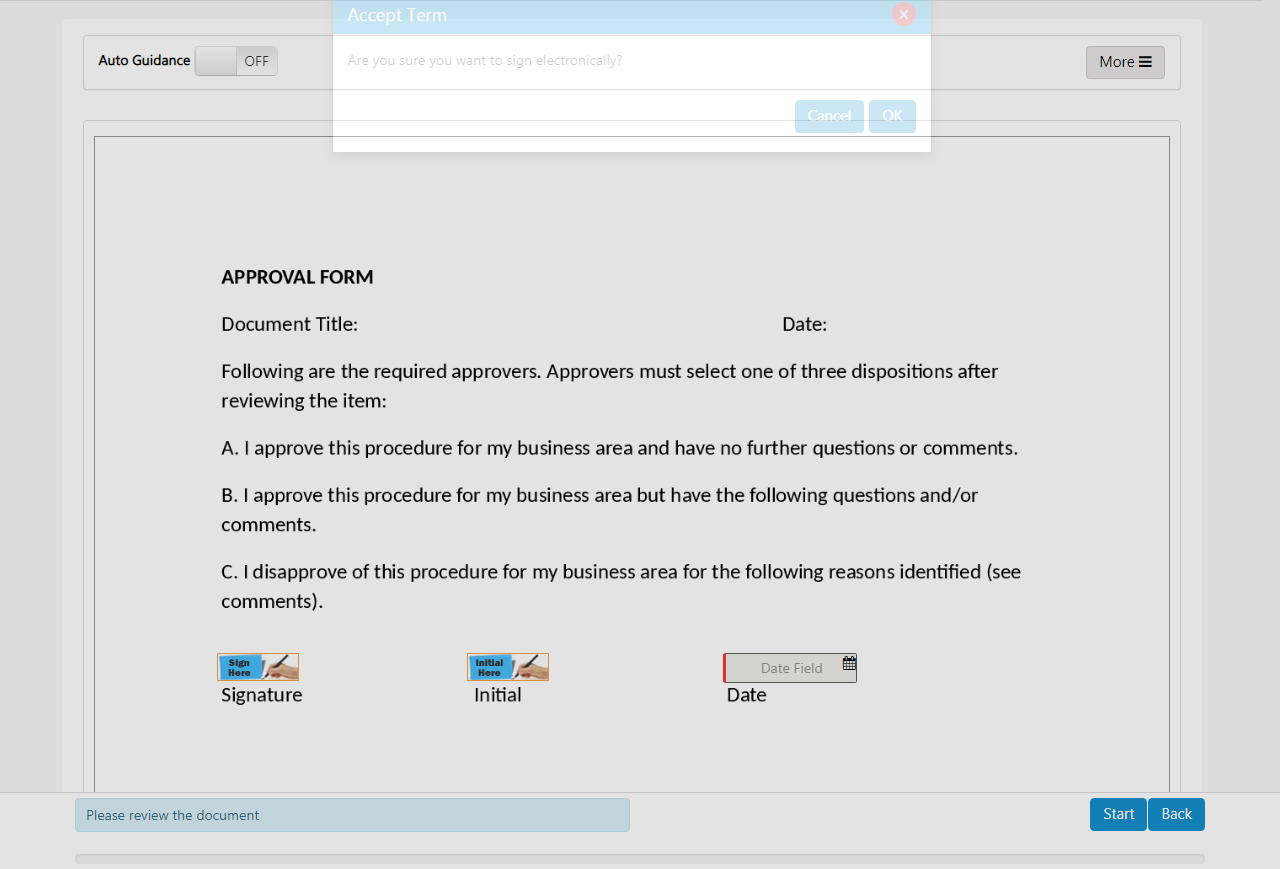 Accept Term
Are you sure you want to sign electronically?
Cancel OK
Auto Guidance OFF More
APPROVAL FORM
Document Title: Date:
Following are the required approvers. Approvers must select one of three dispositions after
reviewing the item:
A. I approve this procedure for my business area and have no further questions or comments.
B. I approve this procedure for my business area but have the following questions and/or
comments.
C. I disapprove of this procedure for my business area for the following reasons identified (see
comments).
Sign
Here
Initial
Here
Date Field
Signature Initial Date
Please review the document Start Back